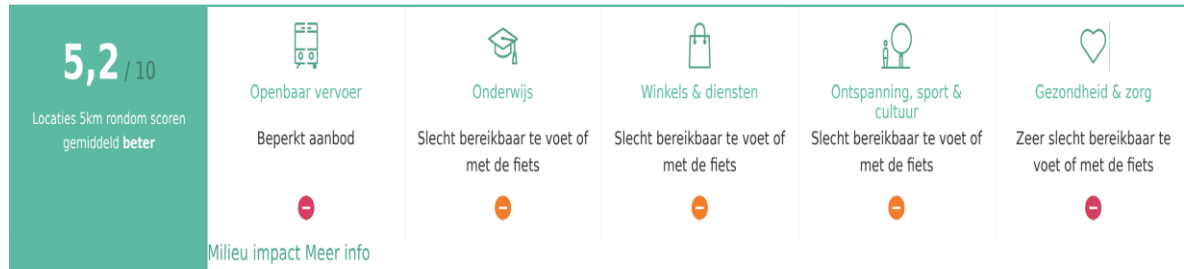 5,2 / 10
Locaties 5km rondom scoren
gemiddeld beter
Openbaar vervoer
Beperkt aanbod
Onderwijs
Slecht bereikbaar te voet of
met de fiets
Winkels & diensten
Slecht bereikbaar te voet of
met de fiets
Ontspanning, sport &
cultuur
Slecht bereikbaar te voet of
met de fiets
Gezondheid & zorg
Zeer slecht bereikbaar te
voet of met de fiets
Milieu impact Meer info